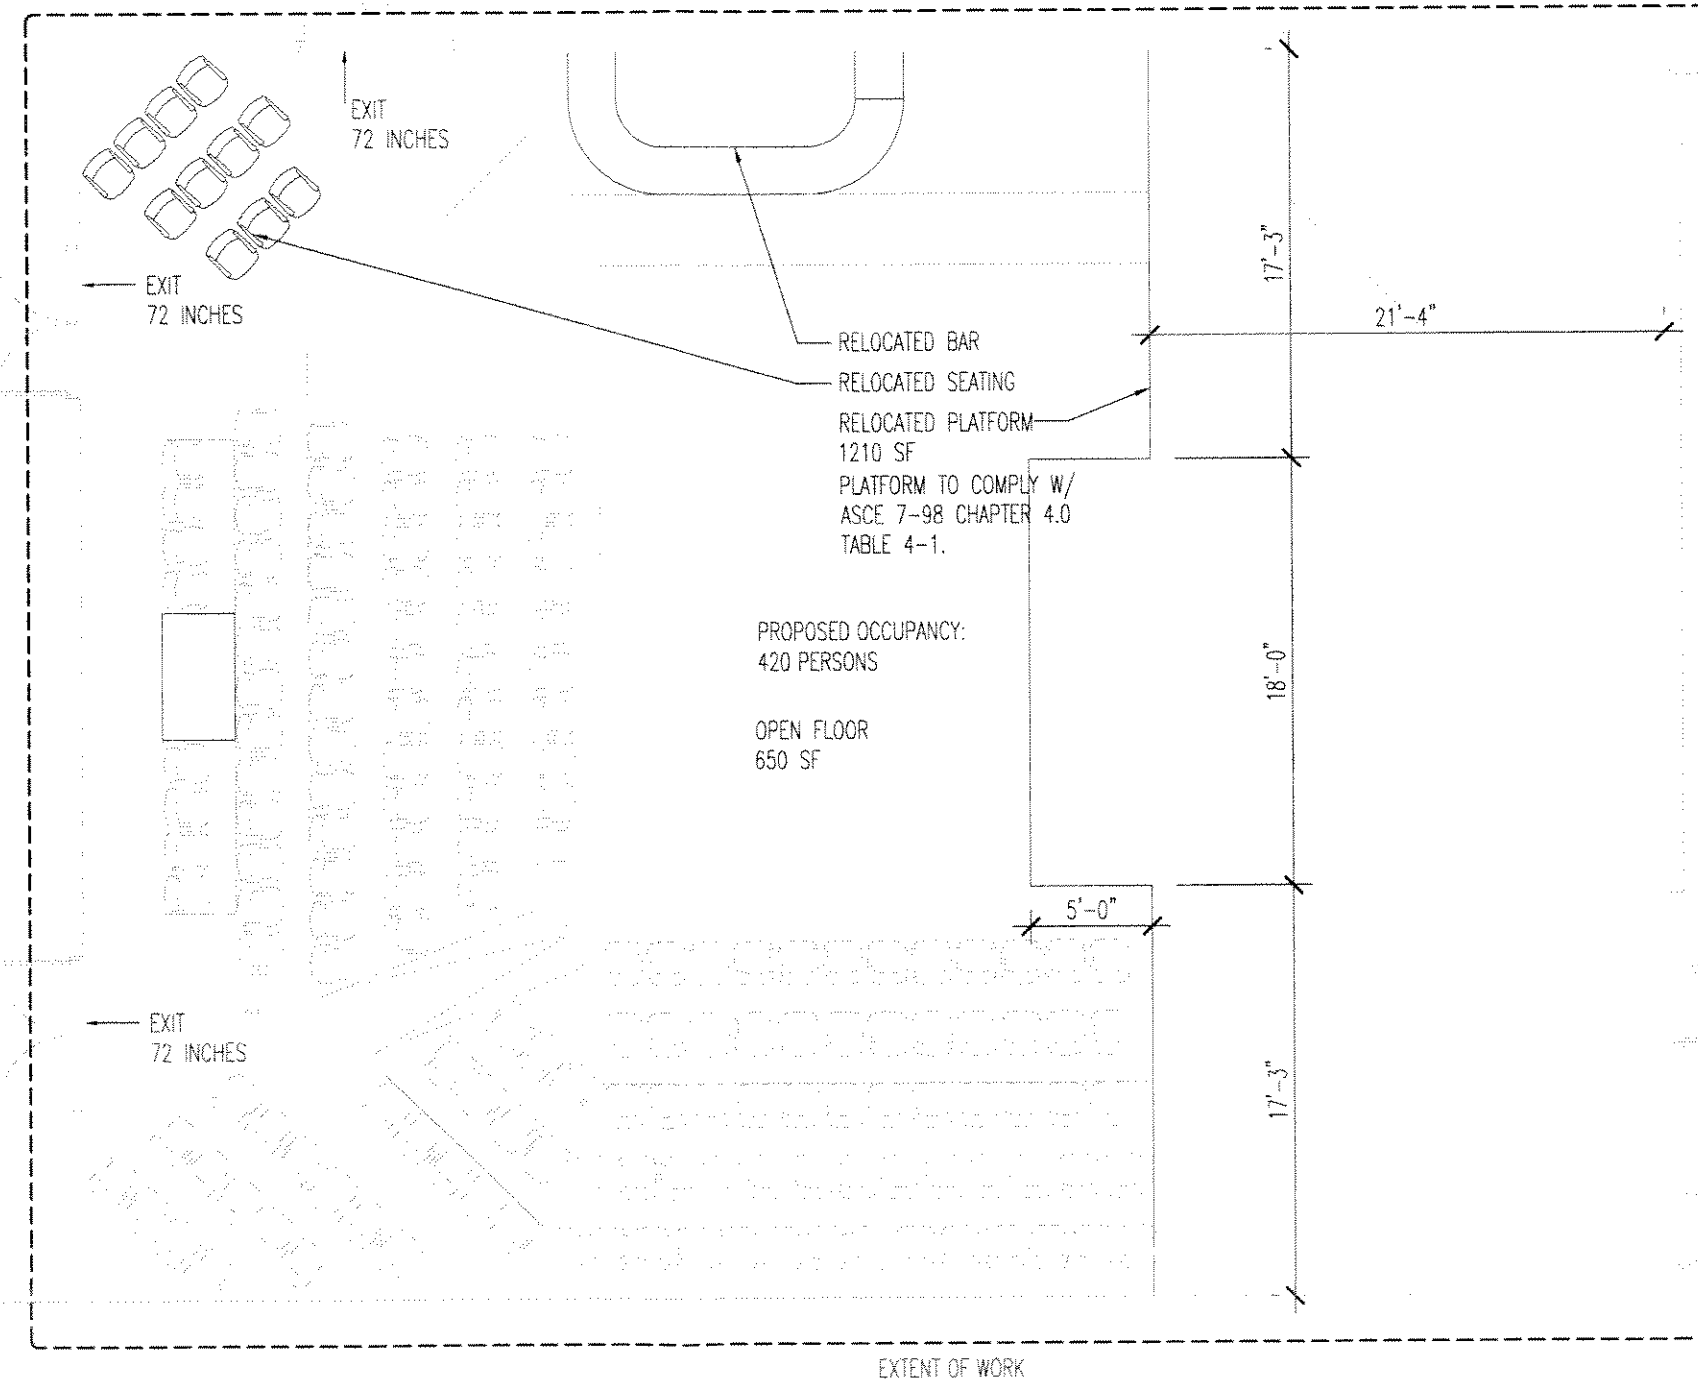 EXIT
72 INCHES
EXIT
72 INCHES
17'-3"
21'-4"
RELOCATED BAR
RELOCATED SEATING
RELOCATED PLATFORM
1210 SF
PLATFORM TO COMPLY W/
ASCE 7-98 CHAPTER 4.0
TABLE 4-1.
PROPOSED OCCUPANCY:
420 PERSONS
18'-0"
OPEN FLOOR
650 SF
5'-0"
EXIT
72 INCHES
17'-3"
EXTENT OF WORK